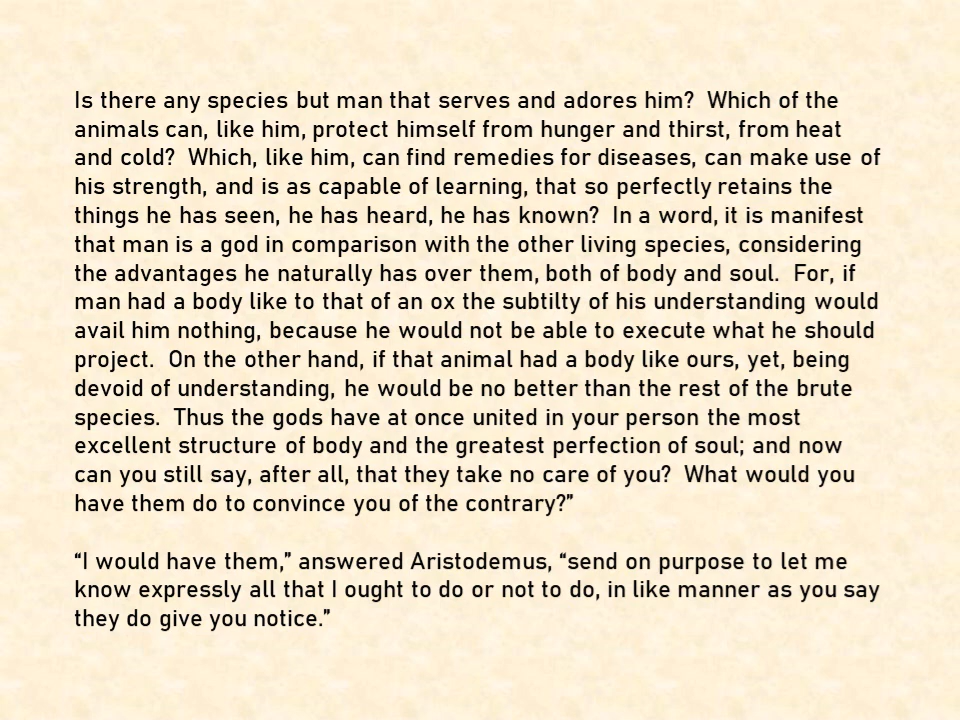 Is there any species but man that serves and adores him?  Which of the
animals can, like him, protect himself from hunger and thirst, from heat
and cold?  Which, like him, can find remedies for diseases, can make use of
his strength, and is as capable of learning, that so perfectly retains the
things he has seen, he has heard, he has known?  In a word, it is manifest
that man is a god in comparison with the other living species, considering
the advantages he naturally has over them, both of body and soul.  For, if
man had a body like to that of an ox the subtilty of his understanding would
avail him nothing, because he would not be able to execute what he should
project.  On the other hand, if that animal had a body like ours, yet, being
devoid of understanding, he would be no better than the rest of the brute
species.  Thus the gods have at once united in your person the most
excellent structure of body and the greatest perfection of soul; and now
can you still say, after all, that they take no care of you?  What would you
have them do to convince you of the contrary?”

“I would have them,” answered Aristodemus, “send on purpose to let me
know expressly all that I ought to do or not to do, in like manner as you say
they do give you notice.”